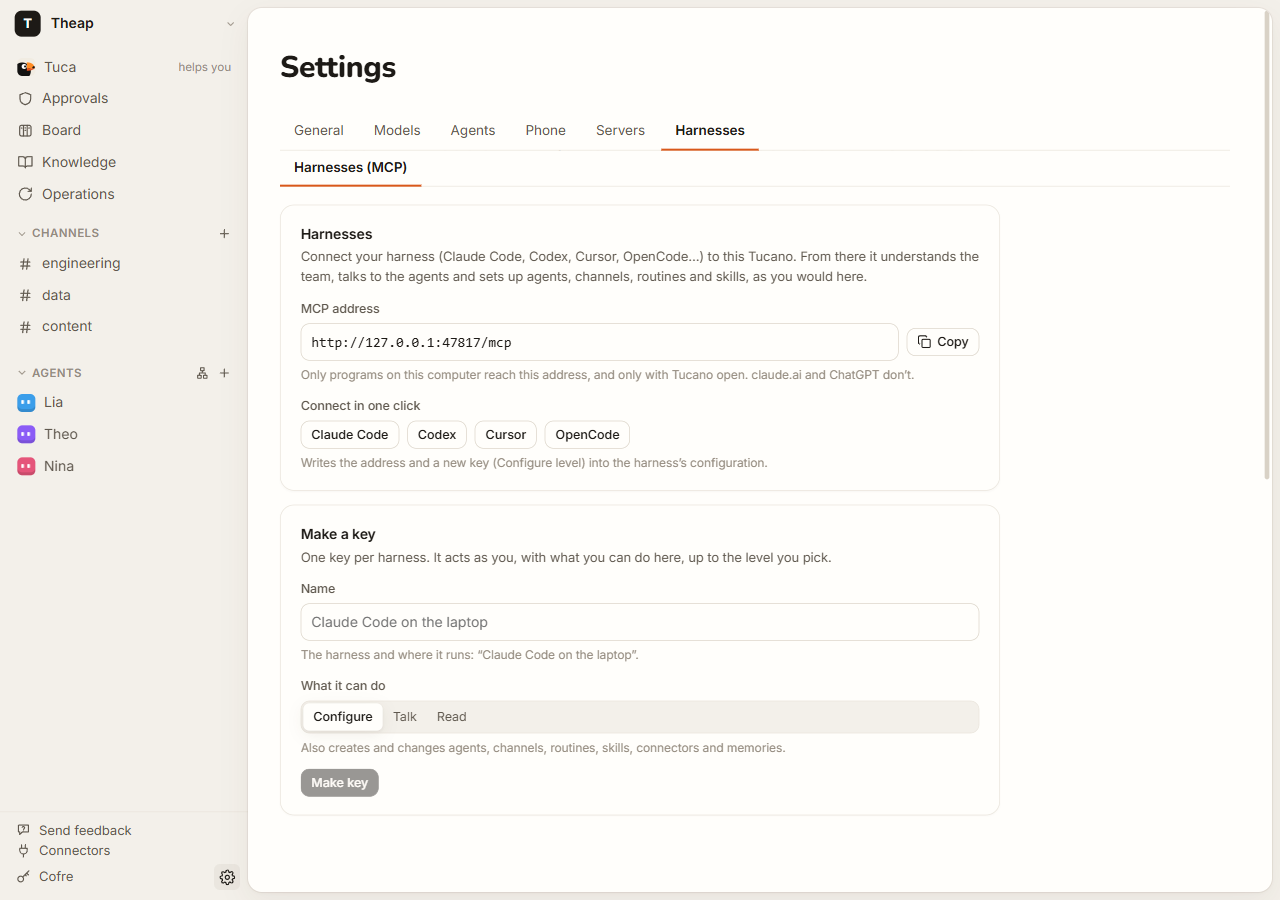 T
Theap
Tuca
helps you
Approvals
Board
Knowledge
Operations
CHANNELS
# engineering
# data
# content
AGENTS
Lia
Theo
Nina
Send feedback
Connectors
Cofre
Settings
General
Models
Agents
Phone
Servers
Harnesses
Harnesses (MCP)
Harnesses
Connect your harness (Claude Code, Codex, Cursor, OpenCode...) to this Tucano. From there it understands the
team, talks to the agents and sets up agents, channels, routines and skills, as you would here.
MCP address
http://127.0.0.1:47817/mcp
Copy
Only programs on this computer reach this address, and only with Tucano open. claude.ai and ChatGPT don’t.
Connect in one click
Claude Code
Codex
Cursor
OpenCode
Writes the address and a new key (Configure level) into the harness’s configuration.
Make a key
One key per harness. It acts as you, with what you can do here, up to the level you pick.
Name
Claude Code on the laptop
The harness and where it runs: “Claude Code on the laptop”.
What it can do
Configure
Talk
Read
Also creates and changes agents, channels, routines, skills, connectors and memories.
Make key